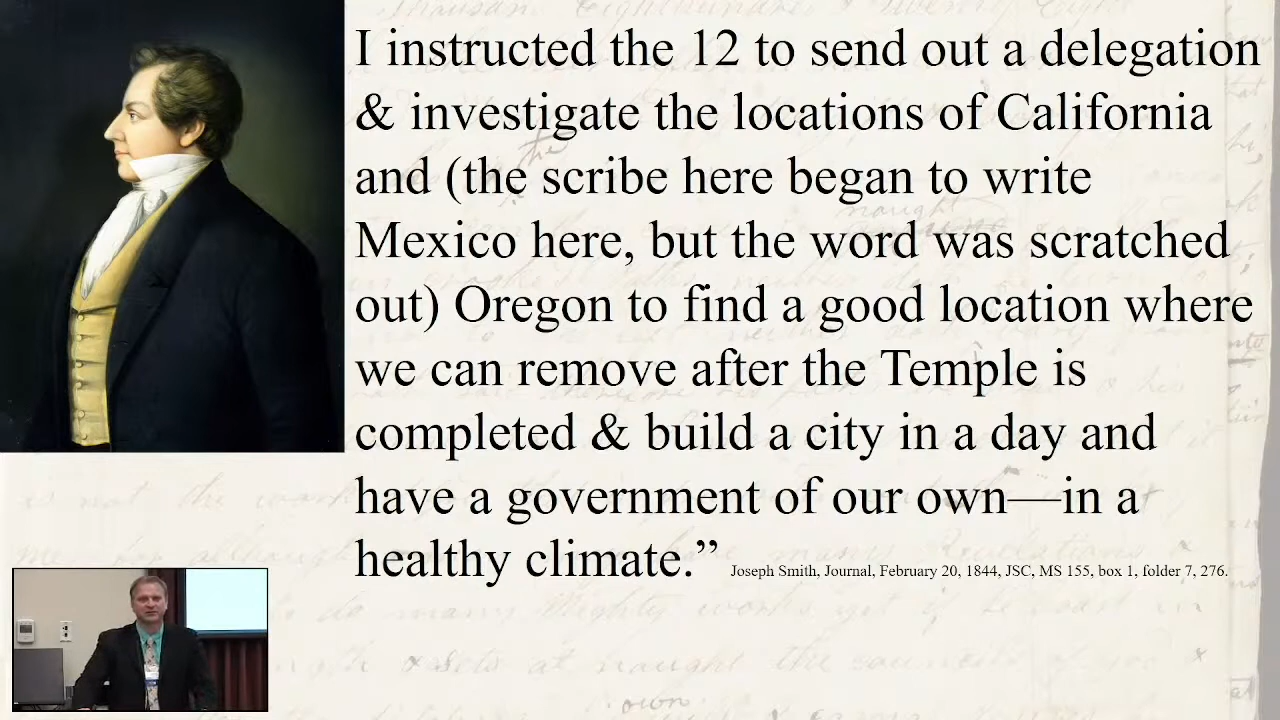 I instructed the 12 to send out a delegation
& investigate the locations of California
and (the scribe here began to write
Mexico here, but the word was scratched
out) Oregon to find a good location where
we can remove after the Temple is
completed & build a city in a day and
have a government of our own—in a
healthy climate.” Joseph Smith, Journal, February 20, 1844, JSC, MS 155, box 1, folder 7, 276.